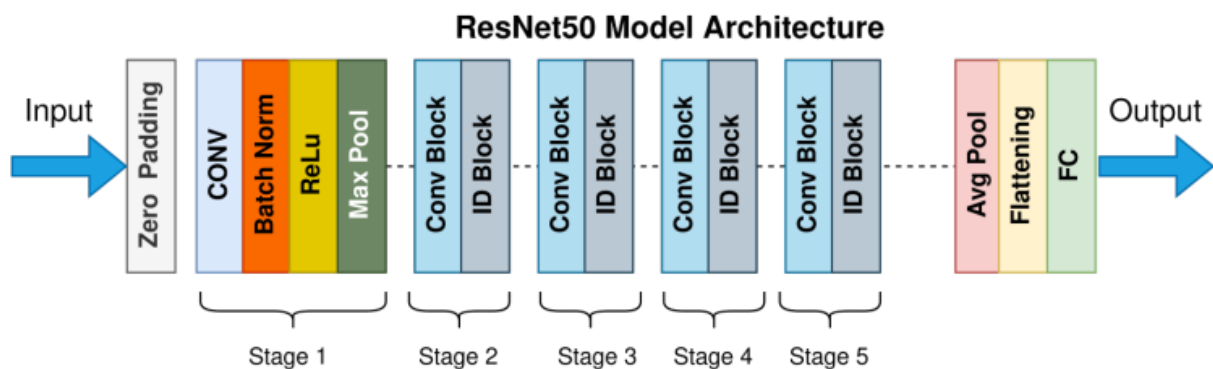 ResNet50 Model Architecture
Input
Zero Padding
CONV
Batch Norm
ReLu
Max Pool
Conv Block
ID Block
Conv Block
ID Block
Conv Block
ID Block
Conv Block
ID Block
Avg Pool
Flattening
FC
Output
Stage 1
Stage 2
Stage 3
Stage 4
Stage 5